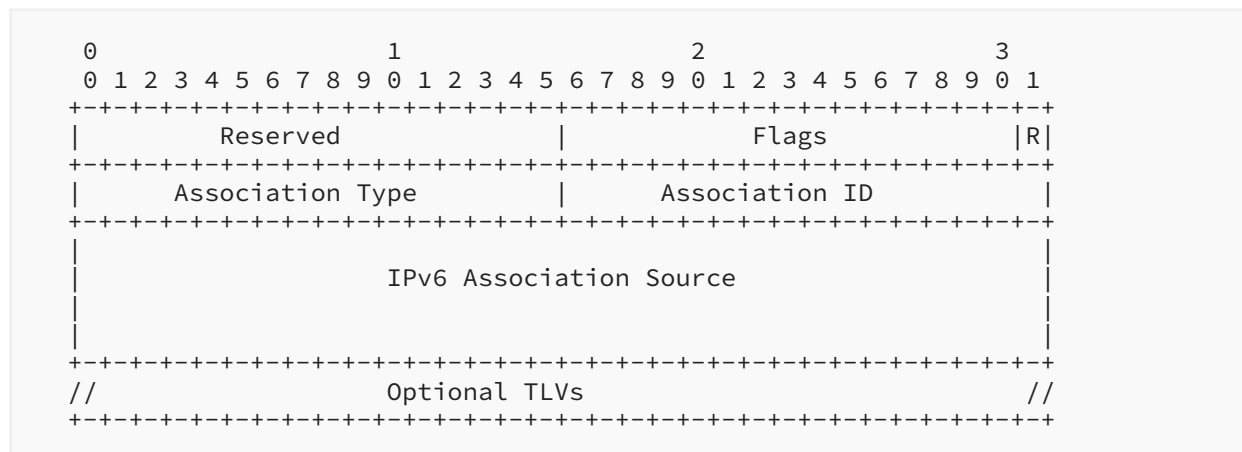 0                   1                   2                   3
 0 1 2 3 4 5 6 7 8 9 0 1 2 3 4 5 6 7 8 9 0 1 2 3 4 5 6 7 8 9 0 1
+-+-+-+-+-+-+-+-+-+-+-+-+-+-+-+-+-+-+-+-+-+-+-+-+-+-+-+-+-+-+-+-+
|         Reserved              |            Flags            |R|
+-+-+-+-+-+-+-+-+-+-+-+-+-+-+-+-+-+-+-+-+-+-+-+-+-+-+-+-+-+-+-+-+
|      Association Type         |      Association ID           |
+-+-+-+-+-+-+-+-+-+-+-+-+-+-+-+-+-+-+-+-+-+-+-+-+-+-+-+-+-+-+-+-+
|                                                               |
|                    IPv6 Association Source                    |
|                                                               |
|                                                               |
+-+-+-+-+-+-+-+-+-+-+-+-+-+-+-+-+-+-+-+-+-+-+-+-+-+-+-+-+-+-+-+-+
//                   Optional TLVs                             //
+-+-+-+-+-+-+-+-+-+-+-+-+-+-+-+-+-+-+-+-+-+-+-+-+-+-+-+-+-+-+-+-+